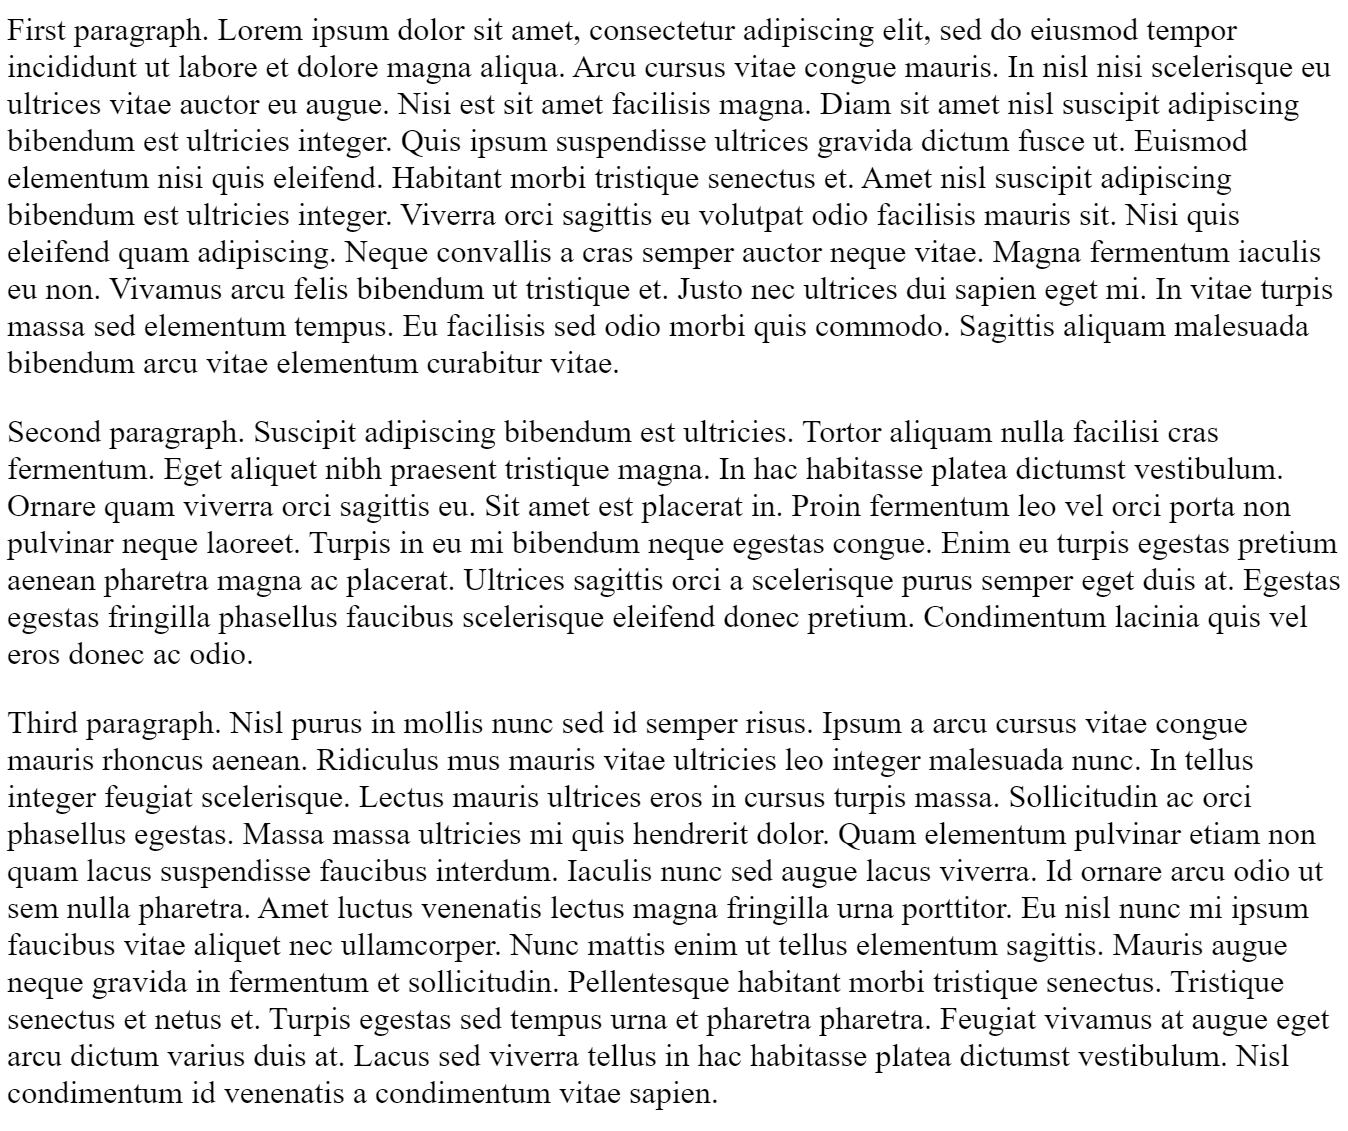 First paragraph. Lorem ipsum dolor sit amet, consectetur adipiscing elit, sed do eiusmod tempor
incididunt ut labore et dolore magna aliqua. Arcu cursus vitae congue mauris. In nisl nisi scelerisque eu
ultrices vitae auctor eu augue. Nisi est sit amet facilisis magna. Diam sit amet nisl suscipit adipiscing
bibendum est ultricies integer. Quis ipsum suspendisse ultrices gravida dictum fusce ut. Euismod
elementum nisi quis eleifend. Habitant morbi tristique senectus et. Amet nisl suscipit adipiscing
bibendum est ultricies integer. Viverra orci sagittis eu volutpat odio facilisis mauris sit. Nisi quis
eleifend quam adipiscing. Neque convallis a cras semper auctor neque vitae. Magna fermentum iaculis
eu non. Vivamus arcu felis bibendum ut tristique et. Justo nec ultrices dui sapien eget mi. In vitae turpis
massa sed elementum tempus. Eu facilisis sed odio morbi quis commodo. Sagittis aliquam malesuada
bibendum arcu vitae elementum curabitur vitae.
Second paragraph. Suscipit adipiscing bibendum est ultricies. Tortor aliquam nulla facilisi cras
fermentum. Eget aliquet nibh praesent tristique magna. In hac habitasse platea dictumst vestibulum.
Ornare quam viverra orci sagittis eu. Sit amet est placerat in. Proin fermentum leo vel orci porta non
pulvinar neque laoreet. Turpis in eu mi bibendum neque egestas congue. Enim eu turpis egestas pretium
aenean pharetra magna ac placerat. Ultrices sagittis orci a scelerisque purus semper eget duis at. Egestas
egestas fringilla phasellus faucibus scelerisque eleifend donec pretium. Condimentum lacinia quis vel
eros donec ac odio.
Third paragraph. Nisl purus in mollis nunc sed id semper risus. Ipsum a arcu cursus vitae congue
mauris rhoncus aenean. Ridiculus mus mauris vitae ultricies leo integer malesuada nunc. In tellus
integer feugiat scelerisque. Lectus mauris ultrices eros in cursus turpis massa. Sollicitudin ac orci
phasellus egestas. Massa massa ultricies mi quis hendrerit dolor. Quam elementum pulvinar etiam non
quam lacus suspendisse faucibus interdum. Iaculis nunc sed augue lacus viverra. Id ornare arcu odio ut
sem nulla pharetra. Amet luctus venenatis lectus magna fringilla urna porttitor. Eu nisl nunc mi ipsum
faucibus vitae aliquet nec ullamcorper. Nunc mattis enim ut tellus elementum sagittis. Mauris augue
neque gravida in fermentum et sollicitudin. Pellentesque habitant morbi tristique senectus. Tristique
senectus et netus et. Turpis egestas sed tempus urna et pharetra pharetra. Feugiat vivamus at augue eget
arcu dictum varius duis at. Lacus sed viverra tellus in hac habitasse platea dictumst vestibulum. Nisl
condimentum id venenatis a condimentum vitae sapien.